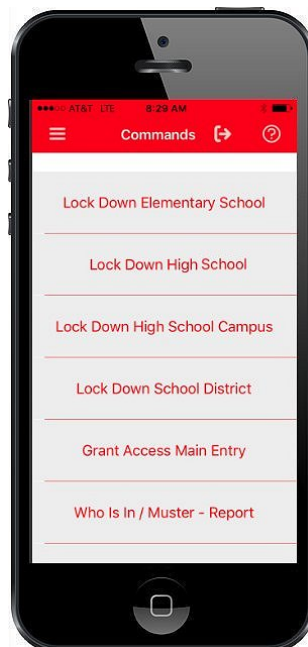 AT&T LTE 8:29 AM
Commands
Lock Down Elementary School
Lock Down High School
Lock Down High School Campus
Lock Down School District
Grant Access Main Entry
Who Is In / Muster - Report